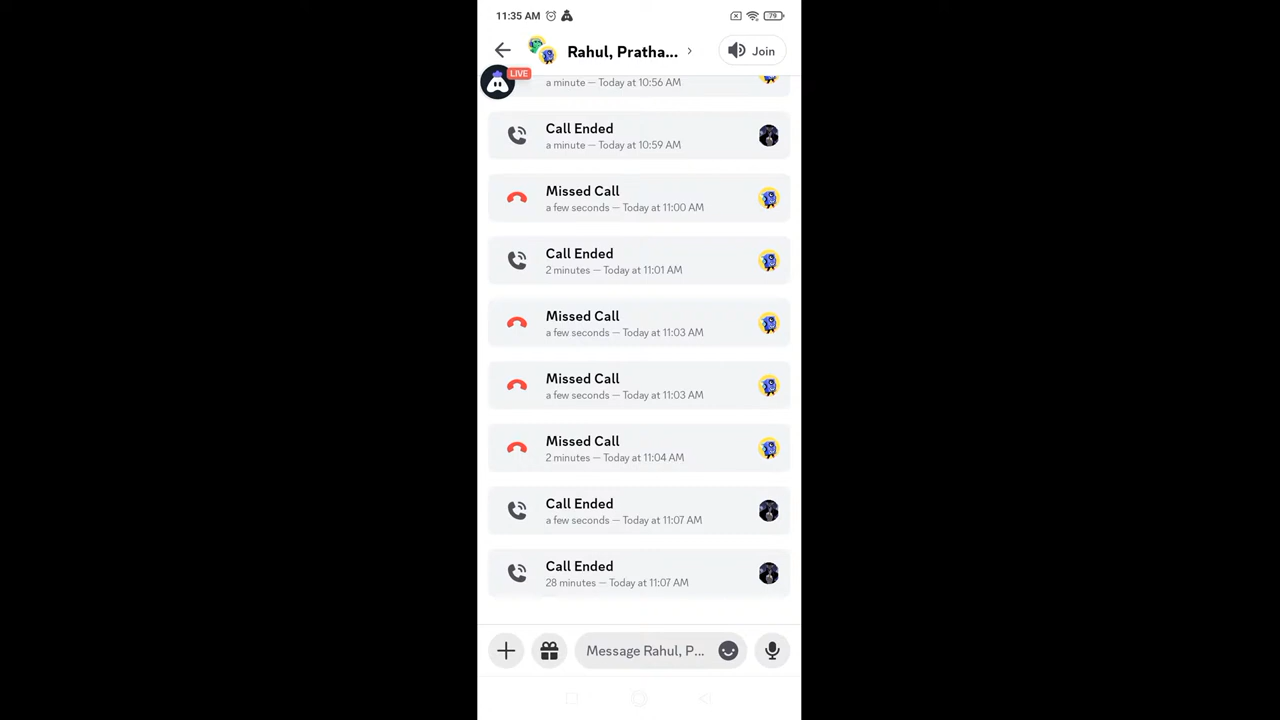 11:35 AM
79
Rahul, Pratha...
Join
LIVE
a minute — Today at 10:56 AM
Call Ended
a minute — Today at 10:59 AM
Missed Call
a few seconds — Today at 11:00 AM
Call Ended
2 minutes — Today at 11:01 AM
Missed Call
a few seconds — Today at 11:03 AM
Missed Call
a few seconds — Today at 11:03 AM
Missed Call
2 minutes — Today at 11:04 AM
Call Ended
a few seconds — Today at 11:07 AM
Call Ended
28 minutes — Today at 11:07 AM
Message Rahul, P...